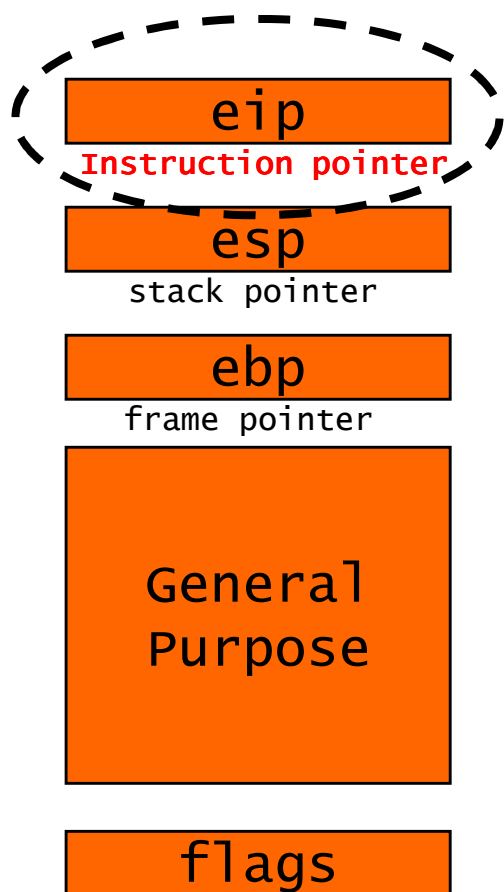 eip
Instruction pointer
esp
stack pointer
ebp
frame pointer
General
Purpose
flags